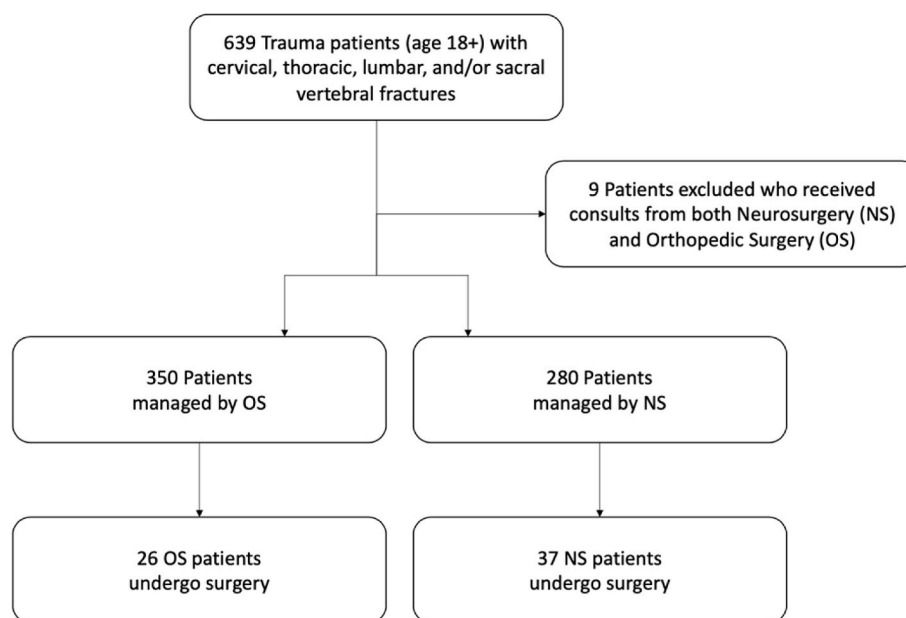 639 Trauma patients (age 18+) with
cervical, thoracic, lumbar, and/or sacral
vertebral fractures
9 Patients excluded who received
consults from both Neurosurgery (NS)
and Orthopedic Surgery (OS)
350 Patients
managed by OS
280 Patients
managed by NS
26 OS patients
undergo surgery
37 NS patients
undergo surgery